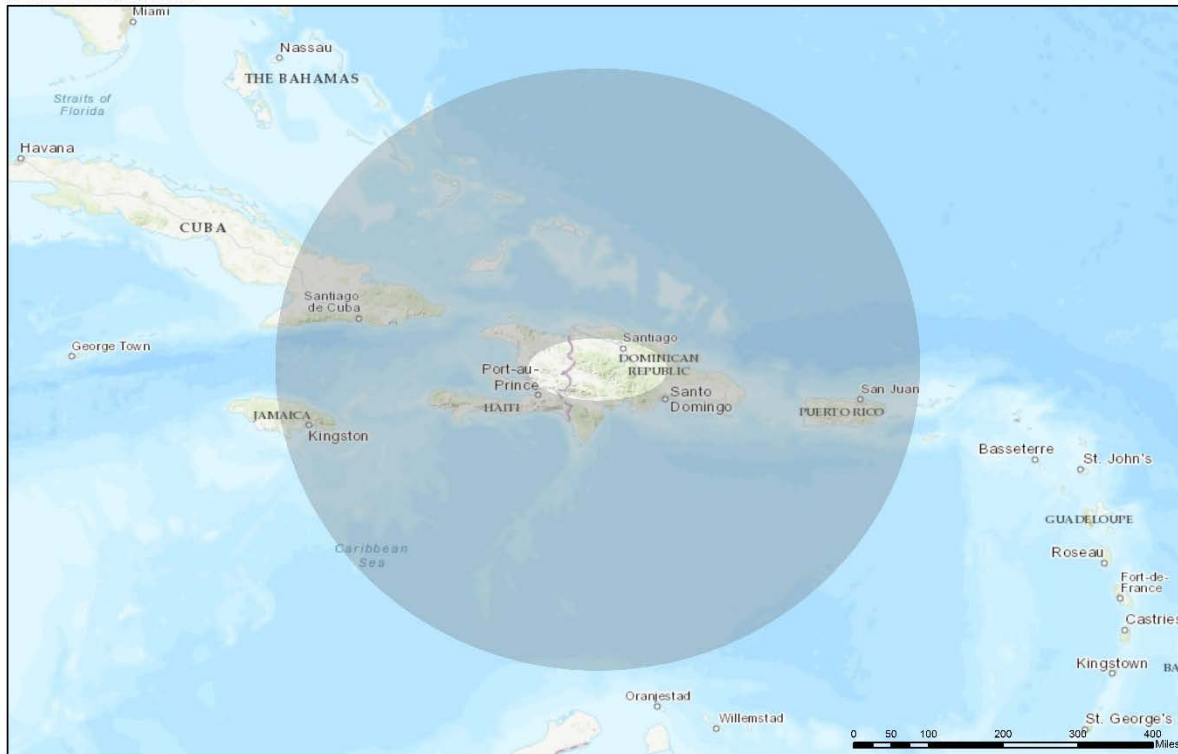 Miami
Nassau
THE BAHAMAS
Straits of
Florida
Havana
CUBA
Santiago
de Cuba
George Town
Santiago
DOMINICAN
REPUBLIC
Port-au-
Prince
HAITI
Santo
Domingo
San Juan
PUERTO RICO
JAMAICA
Kingston
Basseterre
St. John's
GUADELOUPE
Roseau
Caribbean
Sea
Fort-de-
France
Castries
Kingstown
BA
Oranjestad
Willemstad
St. George's
0 50 100 200 300 400
Miles